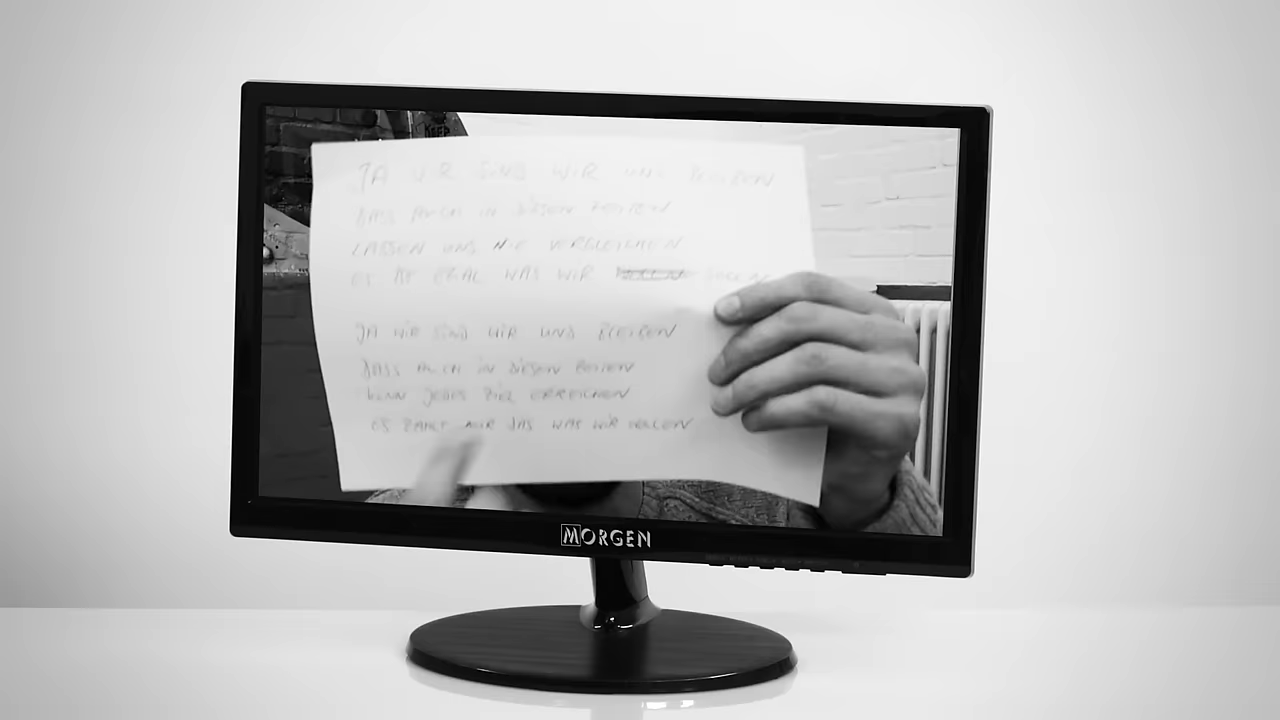 KEEP
JA WIR SIND WIR UND BLEIBEN
DASS AUCH IN DIESEN ZEITEN
LASSEN UNS NIE VERGLEICHEN
ES IST EGAL WAS WIR
JA WIR SIND WIR UND BLEIBEN
DASS AUCH IN DIESEN ZEITEN
JEDES ZIEL ERREICHEN
ES ZÄHLT NUR DAS WAS WIR WOLLEN
MORGEN